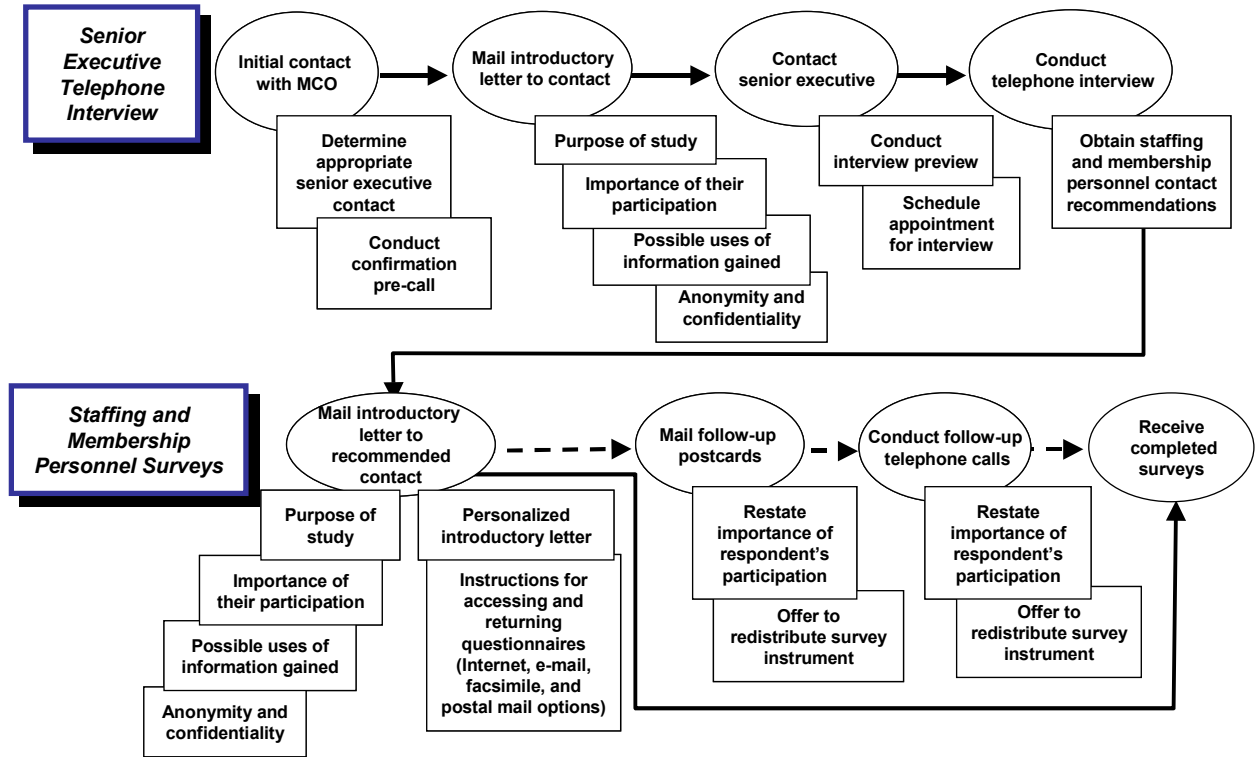 Senior
Executive
Telephone
Interview
Initial contact
with MCO
Determine
appropriate
senior executive
contact
Conduct
confirmation
pre-call
Mail introductory
letter to contact
Purpose of study
Importance of their
participation
Possible uses of
information gained
Anonymity and
confidentiality
Contact
senior executive
Conduct
interview preview
Schedule
appointment
for interview
Conduct
telephone interview
Obtain staffing
and membership
personnel contact
recommendations
Staffing and
Membership
Personnel Surveys
Mail introductory
letter to
recommended
contact
Purpose of
study
Importance of
their participation
Possible uses of
information gained
Anonymity and
confidentiality
Personalized
introductory letter
Instructions for
accessing and
returning
questionnaires
(Internet, e-mail,
facsimile, and
postal mail options)
Mail follow-up
postcards
Restate
importance of
respondent’s
participation
Offer to
redistribute survey
instrument
Conduct follow-up
telephone calls
Restate
importance of
respondent’s
participation
Offer to
redistribute survey
instrument
Receive
completed
surveys